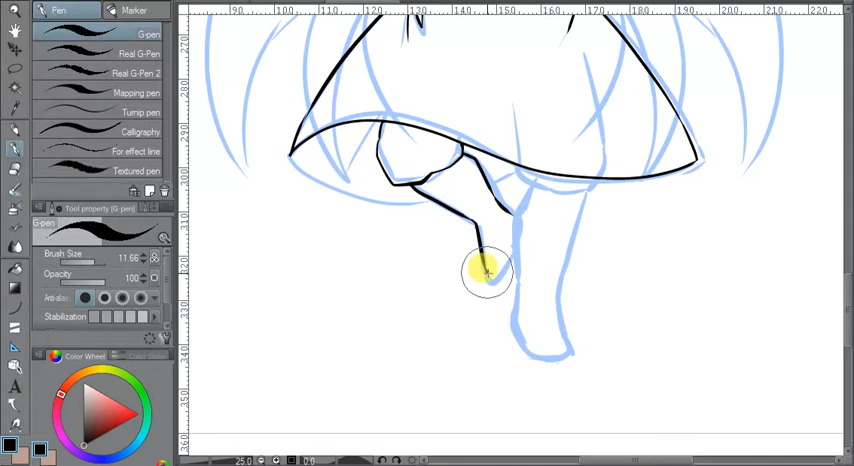 Pen
Marker
G-pen
Real G-Pen
Real G-Pen 2
Mapping pen
Turnip pen
Calligraphy
For effect line
Textured pen
Tool property [G-pen]
G-pen
Brush Size 11.66
Opacity 100
Anti-alias
Stabilization
Color Wheel
Color Slider
90 100 110 120 130 140 150 160 170 180 190 200 210 220
270
280
290
300
310
320
330
340
350
360
25.0 0.0